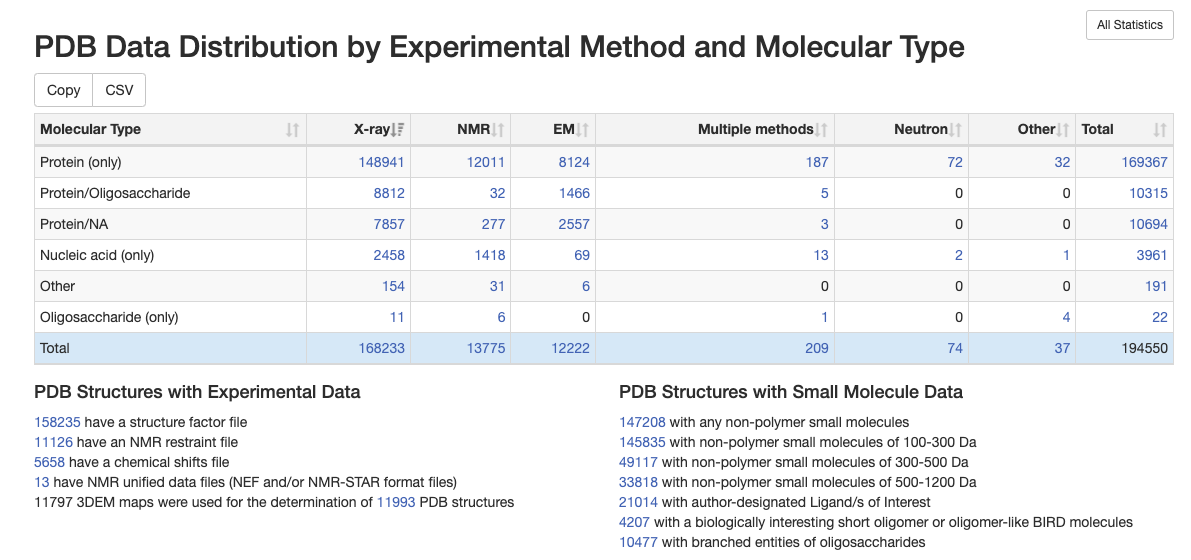 All Statistics
PDB Data Distribution by Experimental Method and Molecular Type
Copy CSV
Molecular Type X-ray NMR EM Multiple methods Neutron Other Total
Protein (only) 148941 12011 8124 187 72 32 169367
Protein/Oligosaccharide 8812 32 1466 5 0 0 10315
Protein/NA 7857 277 2557 3 0 0 10694
Nucleic acid (only) 2458 1418 69 13 2 1 3961
Other 154 31 6 0 0 0 191
Oligosaccharide (only) 11 6 0 1 0 4 22
Total 168233 13775 12222 209 74 37 194550
PDB Structures with Experimental Data
158235 have a structure factor file
11126 have an NMR restraint file
5658 have a chemical shifts file
13 have NMR unified data files (NEF and/or NMR-STAR format files)
11797 3DEM maps were used for the determination of 11993 PDB structures
PDB Structures with Small Molecule Data
147208 with any non-polymer small molecules
145835 with non-polymer small molecules of 100-300 Da
49117 with non-polymer small molecules of 300-500 Da
33818 with non-polymer small molecules of 500-1200 Da
21014 with author-designated Ligand/s of Interest
4207 with a biologically interesting short oligomer or oligomer-like BIRD molecules
10477 with branched entities of oligosaccharides